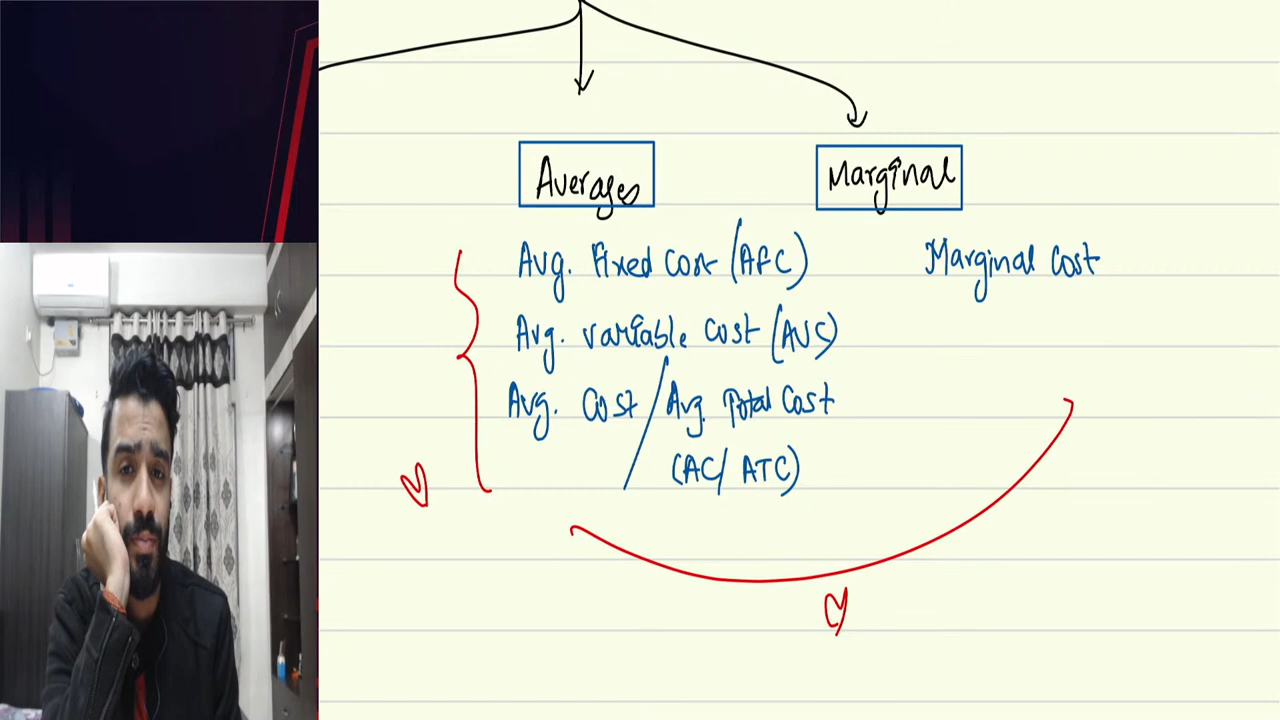 Averages
Marginal
Avg. Fixed Cost (AFC)
Marginal Cost
Avg. variable Cost (AVC)
Avg. Cost / Avg. Total Cost
(AC/ATC)